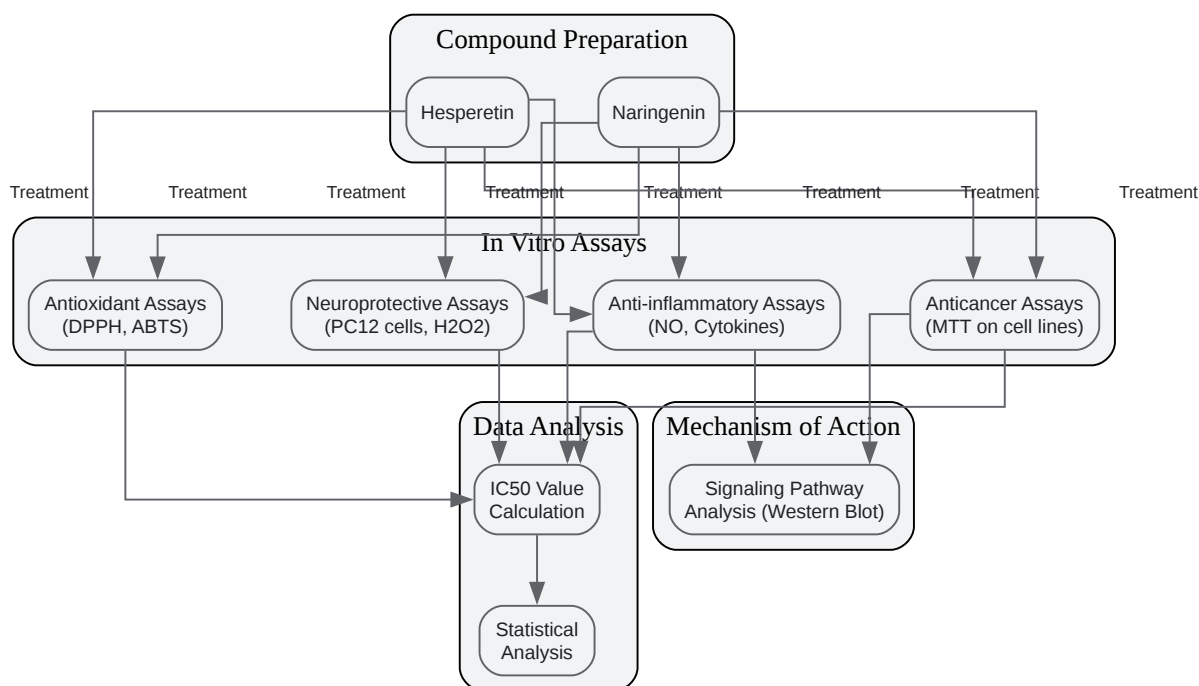 Compound Preparation
Hesperetin
Naringenin
Treatment
Treatment
Treatment
Treatment
Treatment
Treatment
Treatment
Treatment
In Vitro Assays
Antioxidant Assays
(DPPH, ABTS)
Neuroprotective Assays
(PC12 cells, H2O2)
Anti-inflammatory Assays
(NO, Cytokines)
Anticancer Assays
(MTT on cell lines)
Data Analysis
Mechanism of Action
IC50 Value
Calculation
Signaling Pathway
Analysis (Western Blot)
Statistical
Analysis